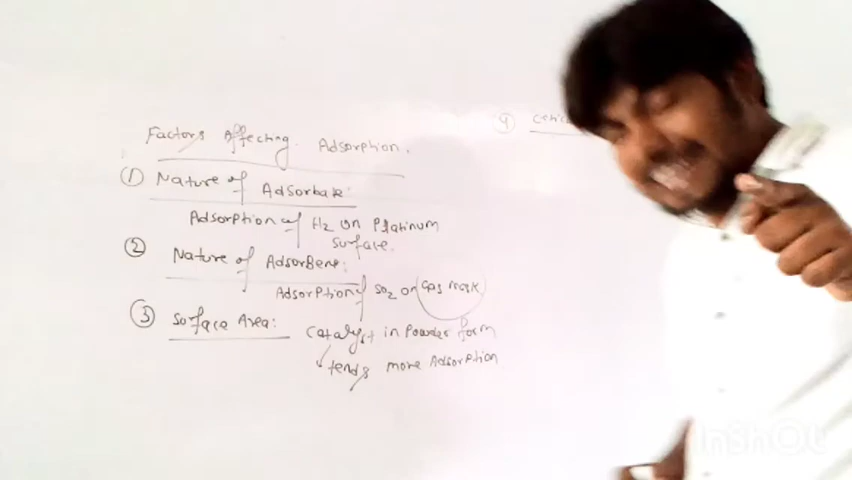 Factors Affecting Adsorption.
① Nature of Adsorbate:
Adsorption of H2 on Platinum
surface.
② Nature of AdsorBent:
Adsorption of SO2 on Gas mask
③ Surface Area: Catalyst in Powder form
tends more Adsorption
④
InShOt